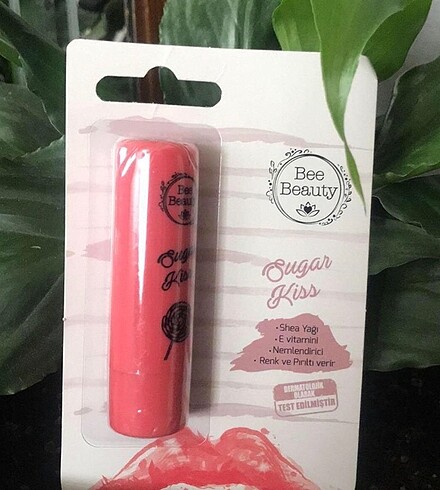 Bee
Beauty
Sugar
Kiss
Bee
Beauty
Sugar
Kiss
• Shea Yağı
• E vitamini
• Nemlendirici
• Renk ve Pırıltı verir
DERMATOLOJİK
OLARAK
TEST EDİLMİŞTİR